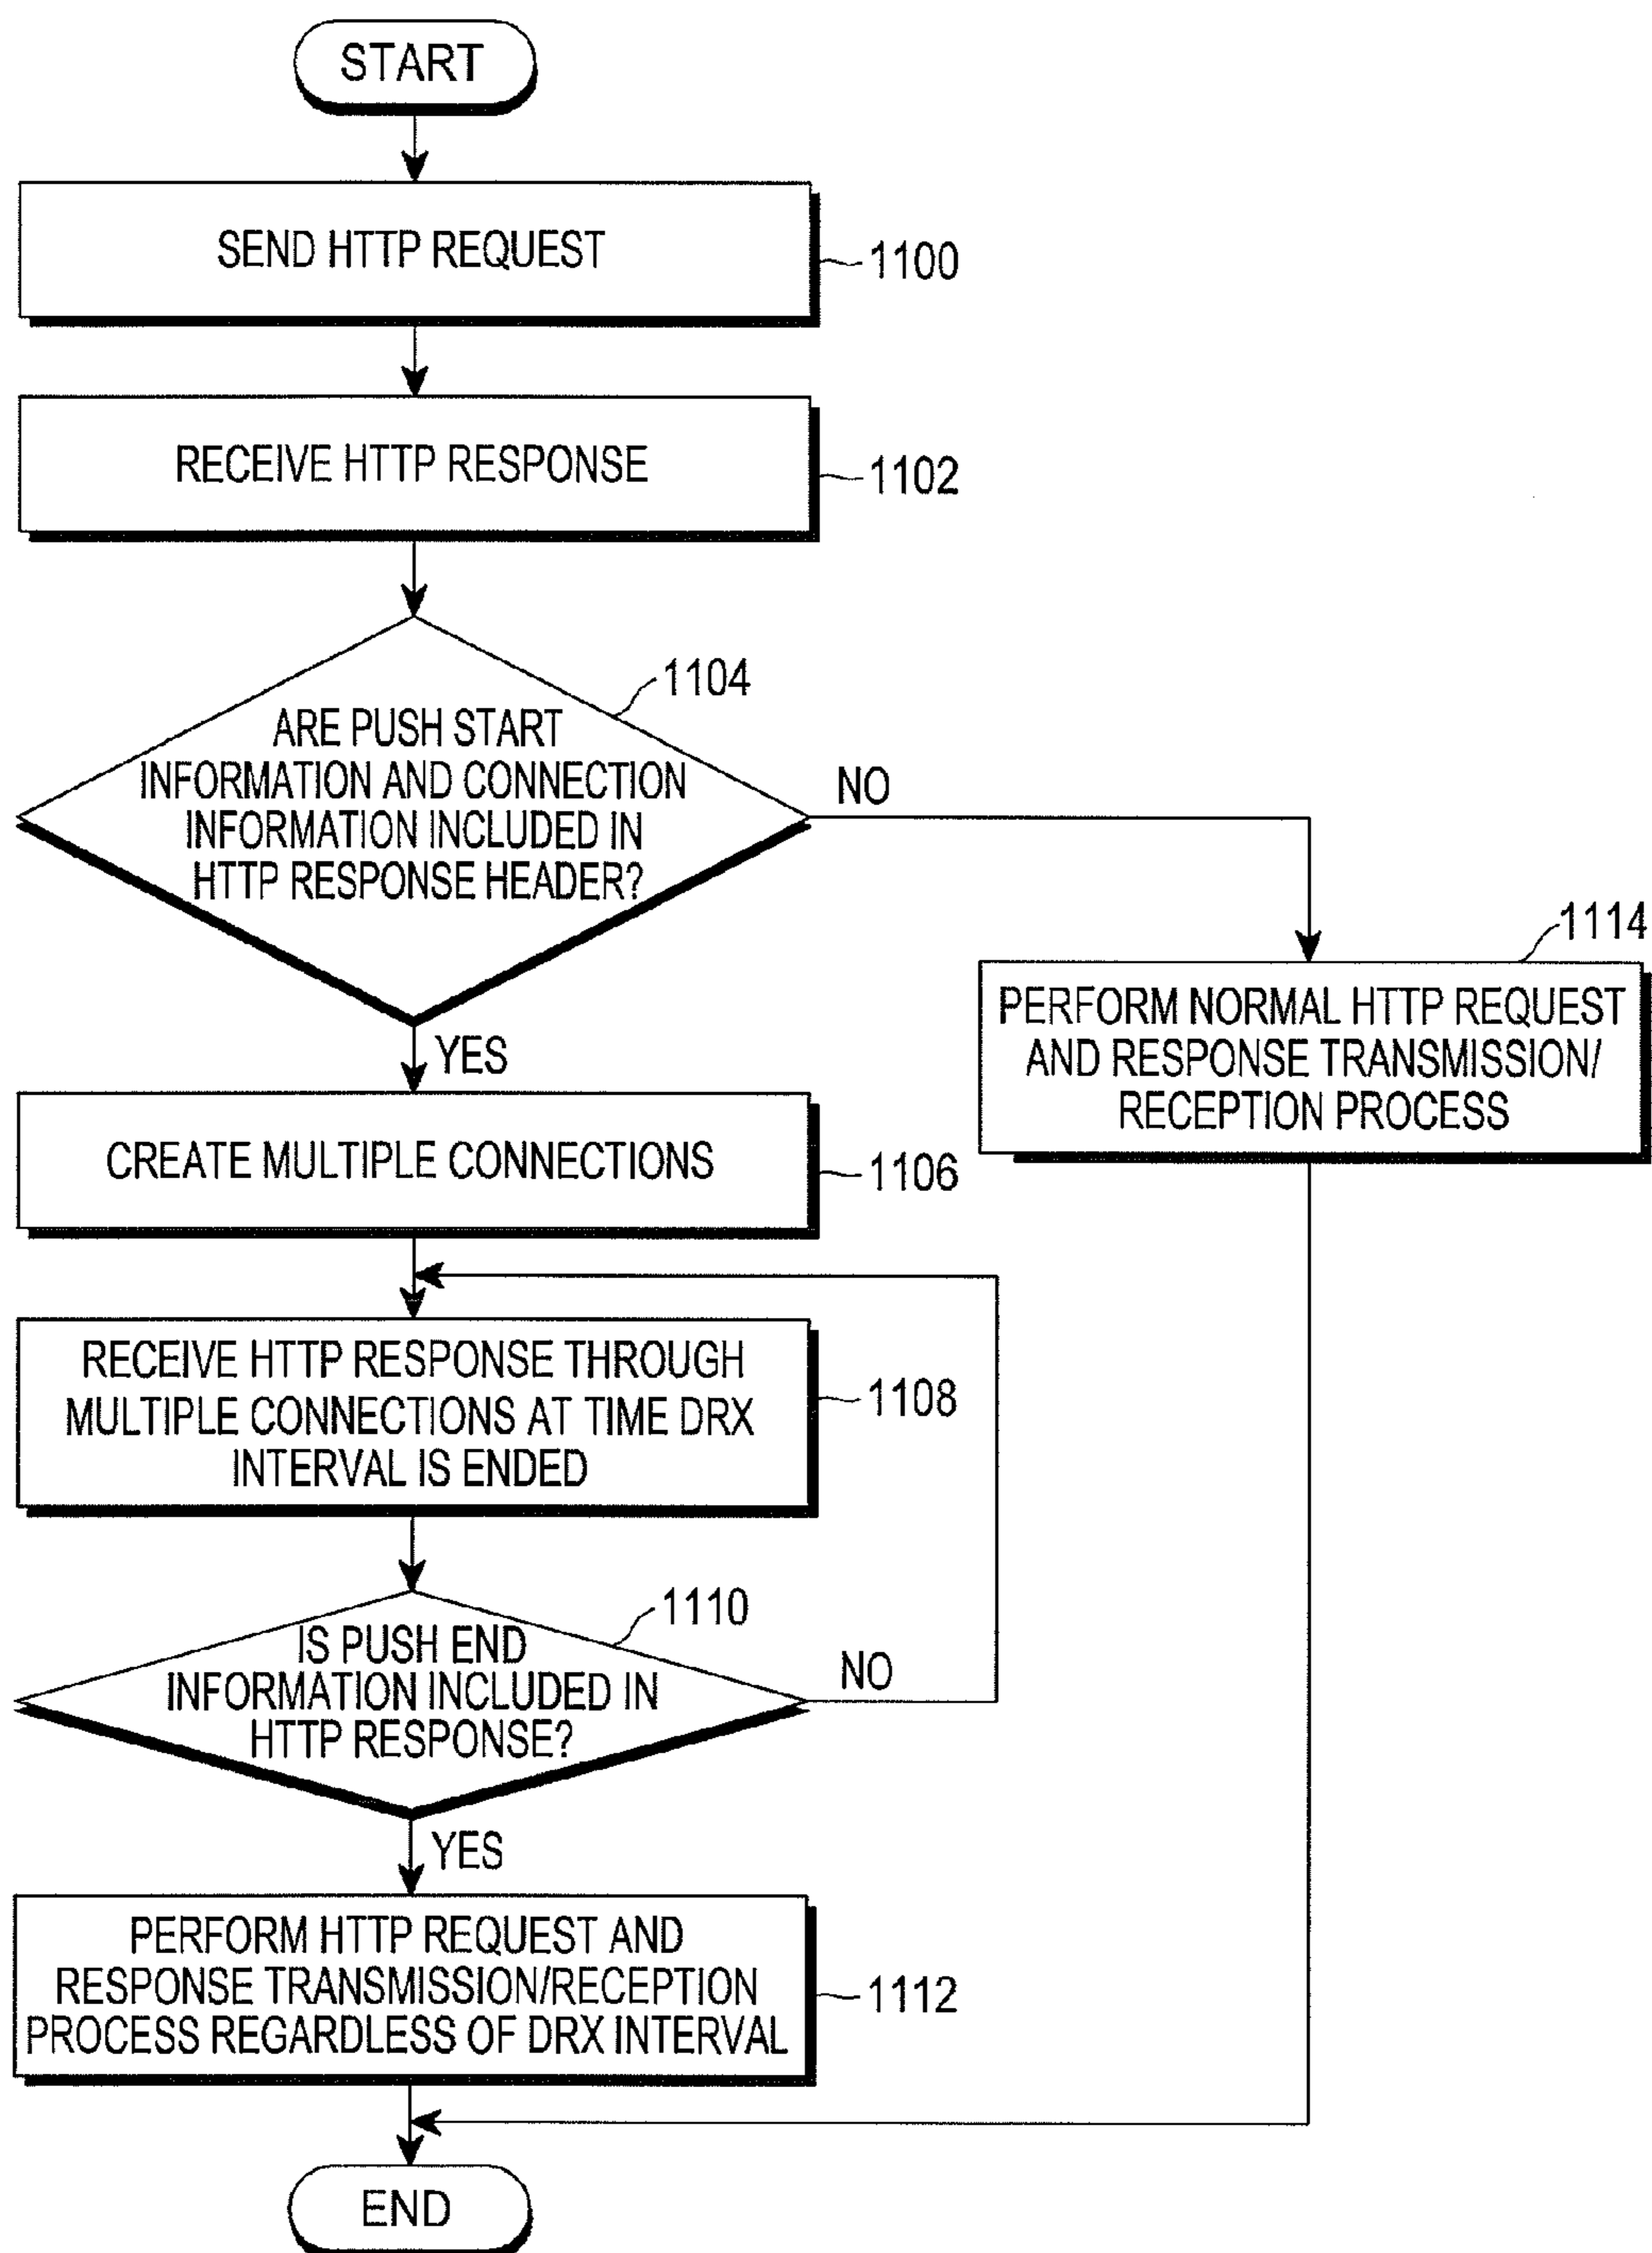 START
SEND HTTP REQUEST
1100
RECEIVE HTTP RESPONSE
1102
1104
ARE PUSH START
INFORMATION AND CONNECTION
INFORMATION INCLUDED IN
HTTP RESPONSE HEADER?
NO
YES
1114
PERFORM NORMAL HTTP REQUEST
AND RESPONSE TRANSMISSION/
RECEPTION PROCESS
CREATE MULTIPLE CONNECTIONS
1106
RECEIVE HTTP RESPONSE THROUGH
MULTIPLE CONNECTIONS AT TIME DRX
INTERVAL IS ENDED
1108
1110
IS PUSH END
INFORMATION INCLUDED IN
HTTP RESPONSE?
NO
YES
PERFORM HTTP REQUEST AND
RESPONSE TRANSMISSION/RECEPTION
PROCESS REGARDLESS OF DRX INTERVAL
1112
END